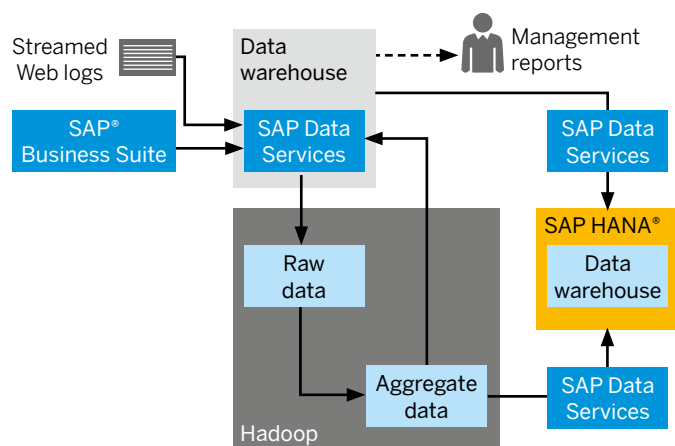 Streamed
Web logs
Data
warehouse
Management
reports
SAP®
Business Suite
SAP Data
Services
SAP Data
Services
SAP HANA®
Data
warehouse
Raw
data
Aggregate
data
SAP Data
Services
Hadoop